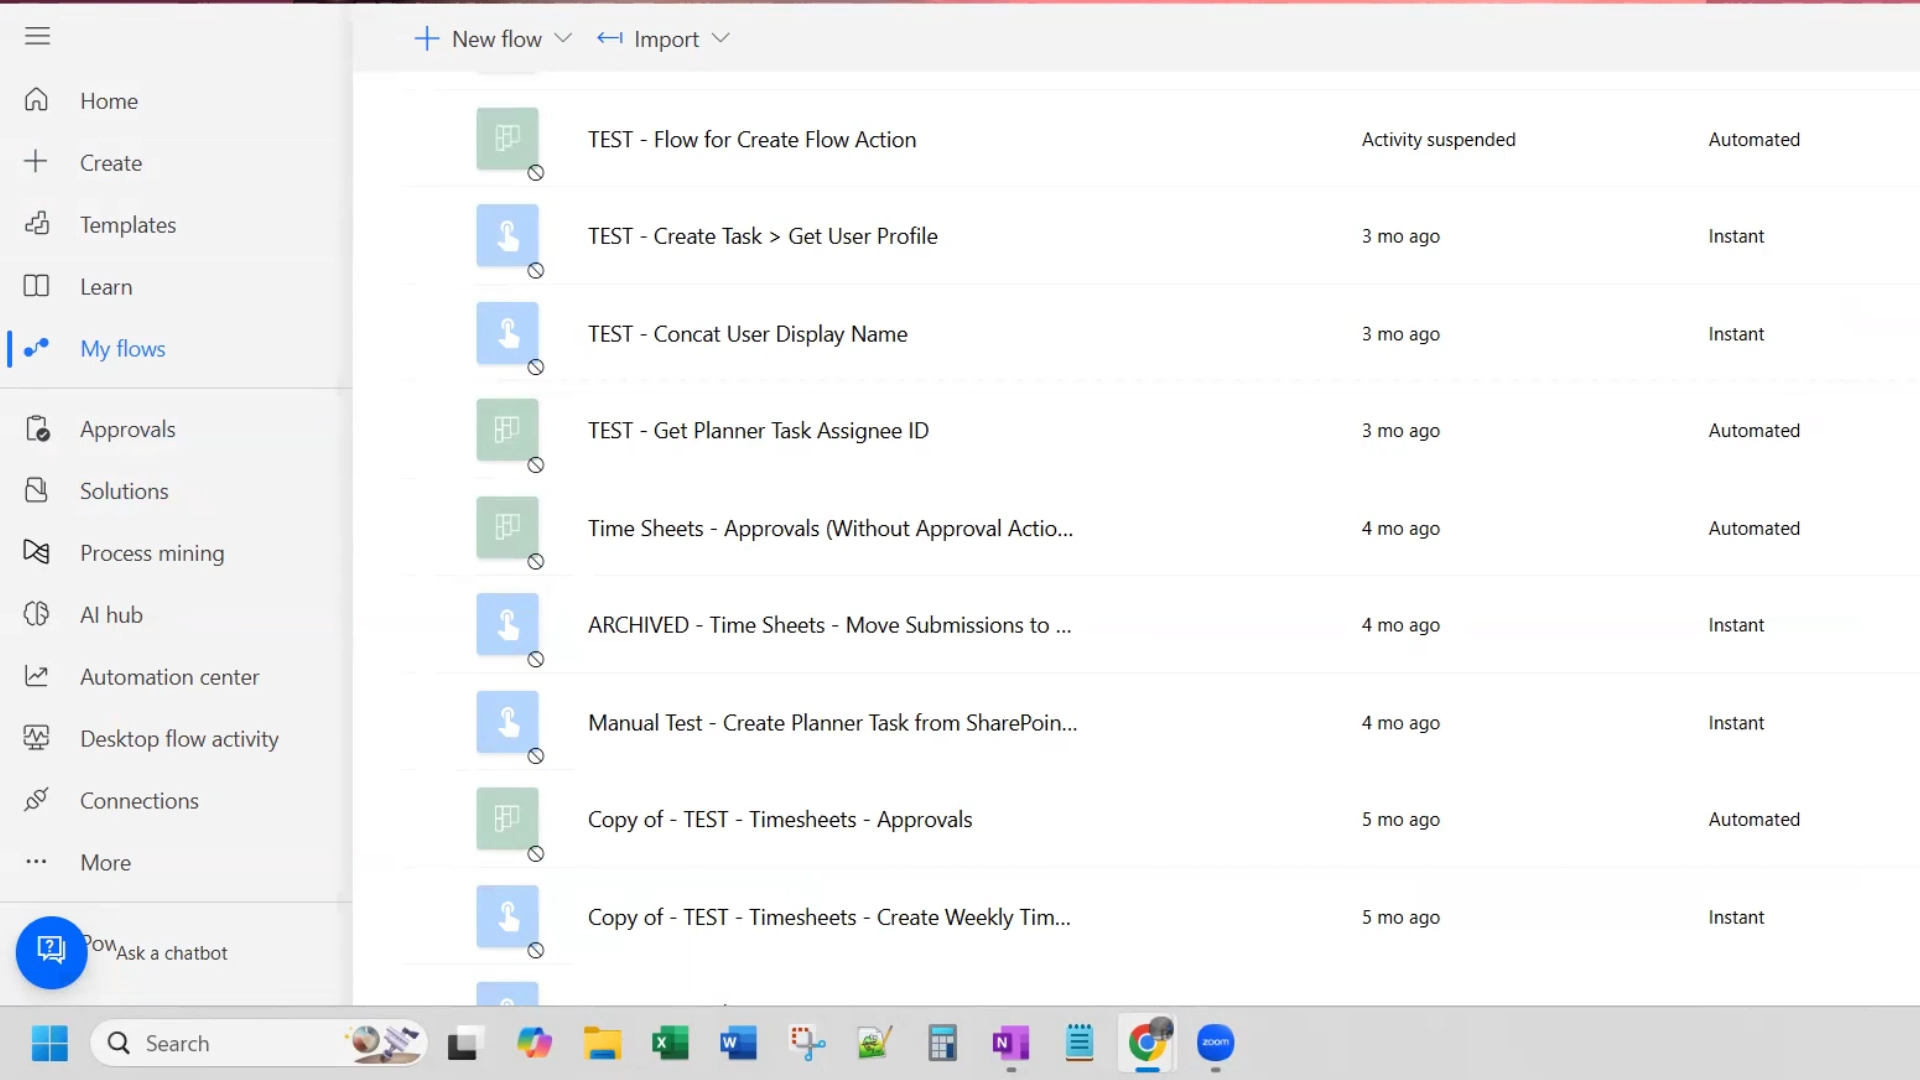 New flow
Import
Home
Create
Templates
Learn
My flows
Approvals
Solutions
Process mining
AI hub
Automation center
Desktop flow activity
Connections
More
Pow
Ask a chatbot
TEST - Flow for Create Flow Action Activity suspended Automated
TEST - Create Task > Get User Profile 3 mo ago Instant
TEST - Concat User Display Name 3 mo ago Instant
TEST - Get Planner Task Assignee ID 3 mo ago Automated
Time Sheets - Approvals (Without Approval Actio... 4 mo ago Automated
ARCHIVED - Time Sheets - Move Submissions to ... 4 mo ago Instant
Manual Test - Create Planner Task from SharePoin... 4 mo ago Instant
Copy of - TEST - Timesheets - Approvals 5 mo ago Automated
Copy of - TEST - Timesheets - Create Weekly Tim... 5 mo ago Instant
Search
zoom